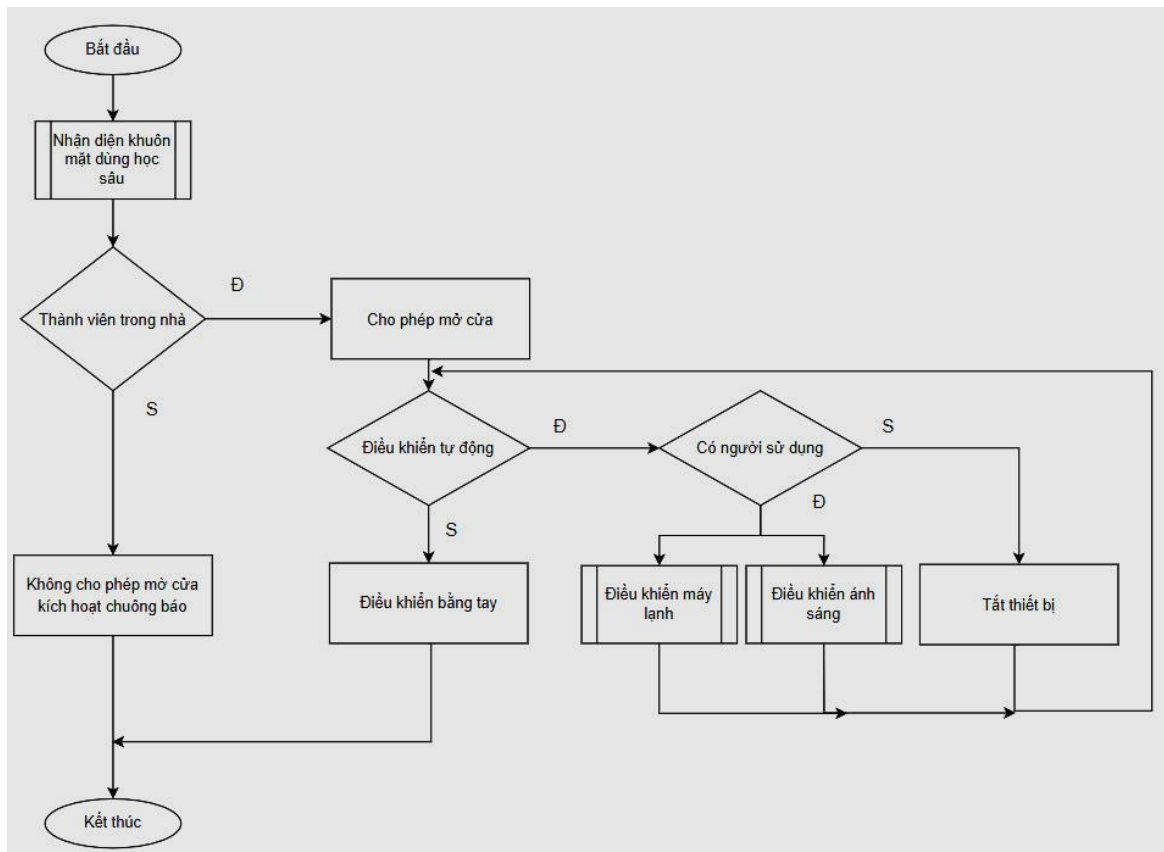 Bắt đầu
Nhận diện khuôn
mặt dùng học
sâu
Thành viên trong nhà
Đ
Cho phép mở cửa
S
Điều khiển tự động
Đ
Có người sử dụng
S
Đ
S
Không cho phép mở cửa
kích hoạt chuông báo
Điều khiển bằng tay
Điều khiển máy
lạnh
Điều khiển ánh
sáng
Tắt thiết bị
Kết thúc